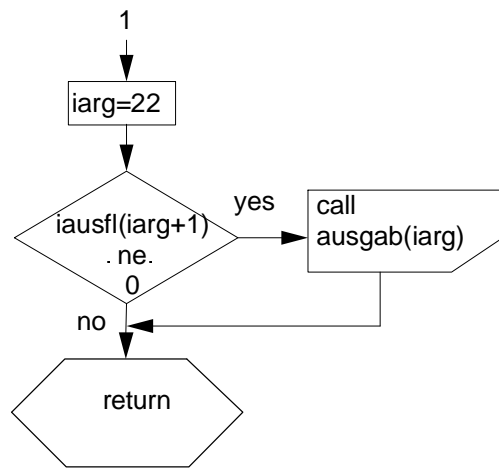 1
iarg=22
iausfl(iarg+1)
. ne.
0
yes
call
ausgab(iarg)
no
return